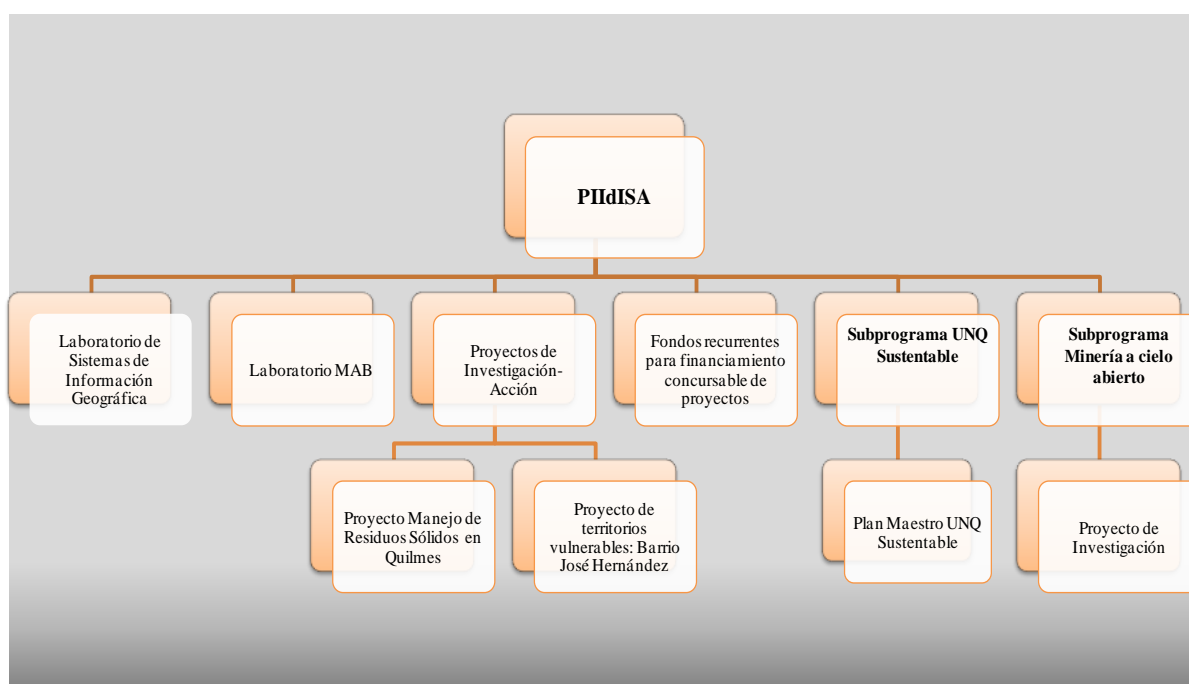 PIIdISA
Laboratorio de
Sistemas de
Información
Geográfica
Laboratorio MAB
Proyectos de
Investigación-
Acción
Fondos recurrentes
para financiamiento
concursable de
proyectos
Subprograma UNQ
Sustentable
Subprograma
Minería a cielo
abierto
Proyecto Manejo de
Residuos Sólidos en
Quilmes
Proyecto de
territorios
vulnerables: Barrio
José Hernández
Plan Maestro UNQ
Sustentable
Proyecto de
Investigación